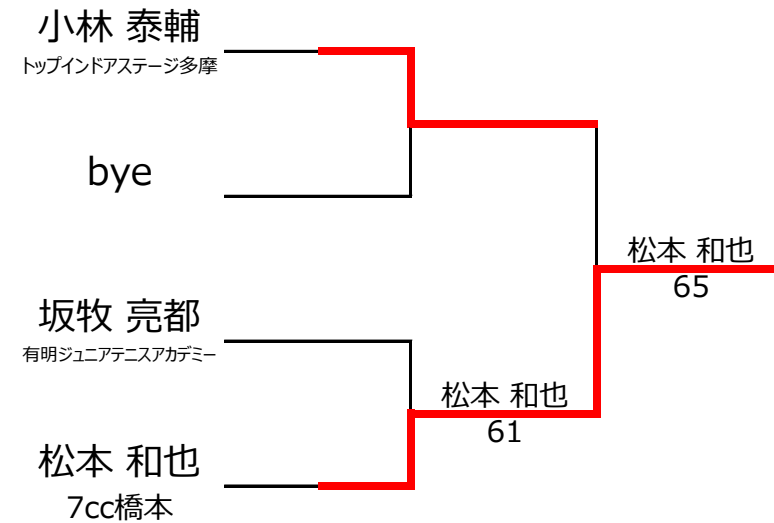 小林 泰輔
トップインドアステージ多摩
bye
坂牧 亮都
有明ジュニアテニスアカデミー
松本 和也
7cc橋本
松本 和也
61
松本 和也
65